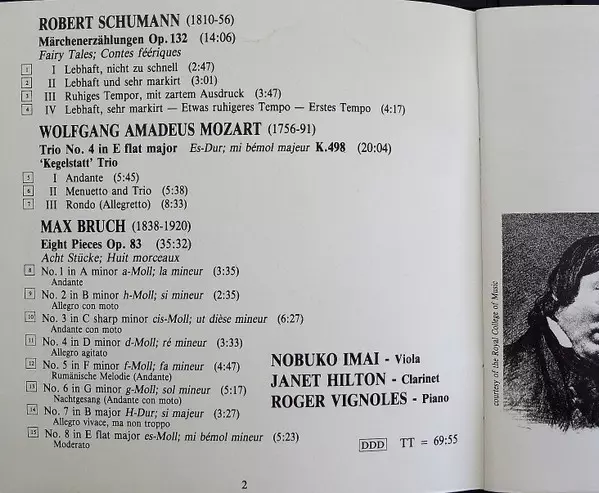 ROBERT SCHUMANN (1810-56)
Märchenerzählungen Op. 132 (14:06)
Fairy Tales; Contes féériques
1 I Lebhaft, nicht zu schnell (2:47)
2 II Lebhaft und sehr markirt (3:01)
3 III Ruhiges Tempor, mit zartem Ausdruck (3:47)
4 IV Lebhaft, sehr markirt — Etwas ruhigeres Tempo — Erstes Tempo (4:17)
WOLFGANG AMADEUS MOZART (1756-91)
Trio No. 4 in E flat major Es-Dur; mi bémol majeur K.498 (20:04)
'Kegelstatt' Trio
5 I Andante (5:45)
6 II Menuetto and Trio (5:38)
7 III Rondo (Allegretto) (8:33)
MAX BRUCH (1838-1920)
Eight Pieces Op. 83 (35:32)
Acht Stücke; Huit morceaux
8 No. 1 in A minor a-Moll; la mineur (3:35)
Andante
9 No. 2 in B minor h-Moll; si mineur (2:35)
Allegro con moto
10 No. 3 in C sharp minor cis-Moll; ut dièse mineur (6:27)
Andante con moto
11 No. 4 in D minor d-Moll; ré mineur (3:33)
Allegro agitato
12 No. 5 in F minor f-Moll; fa mineur (4:47)
Rumänische Melodie (Andante)
13 No. 6 in G minor g-Moll; sol mineur (5:17)
Nachtgesang (Andante con moto)
14 No. 7 in B major H-Dur; si majeur (3:27)
Allegro vivace, ma non troppo
15 No. 8 in E flat major es-Moll; mi bémol mineur (5:23)
Moderato
NOBUKO IMAI - Viola
JANET HILTON - Clarinet
ROGER VIGNOLES - Piano
DDD TT = 69:55
2
courtesy of the Royal College of Music